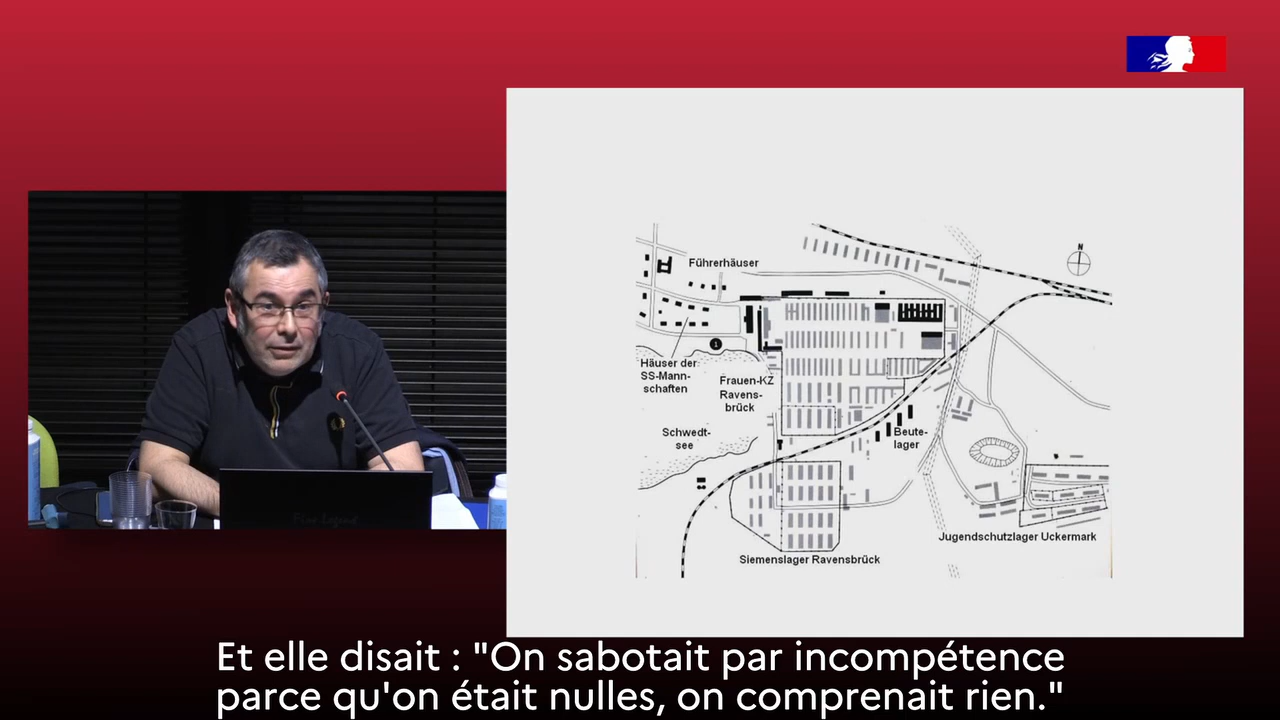 N
Führerhäuser
1
Häuser der
SS-Mann-
schaften
Frauen-KZ
Ravens-
brück
Schwedt-
see
Beute-
lager
Jugendschutzlager Uckermark
Siemenslager Ravensbrück
Et elle disait : "On sabotait par incompétence
parce qu'on était nulles, on comprenait rien."